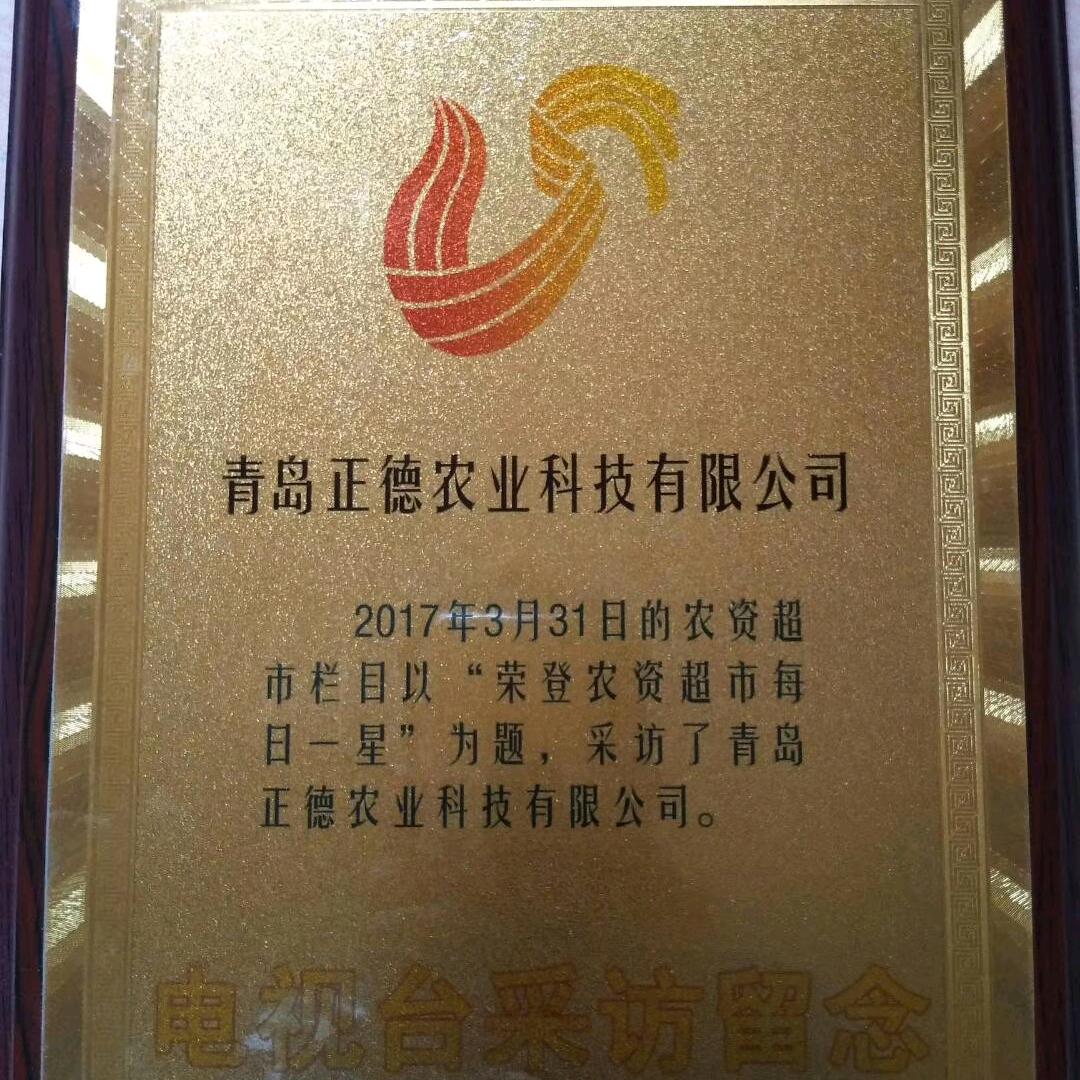 青岛正德农业科技有限公司
2017年3月31日的农资超
市栏目以“荣登农资超市每
日一星”为题，采访了青岛
正德农业科技有限公司。
电视台采访留念